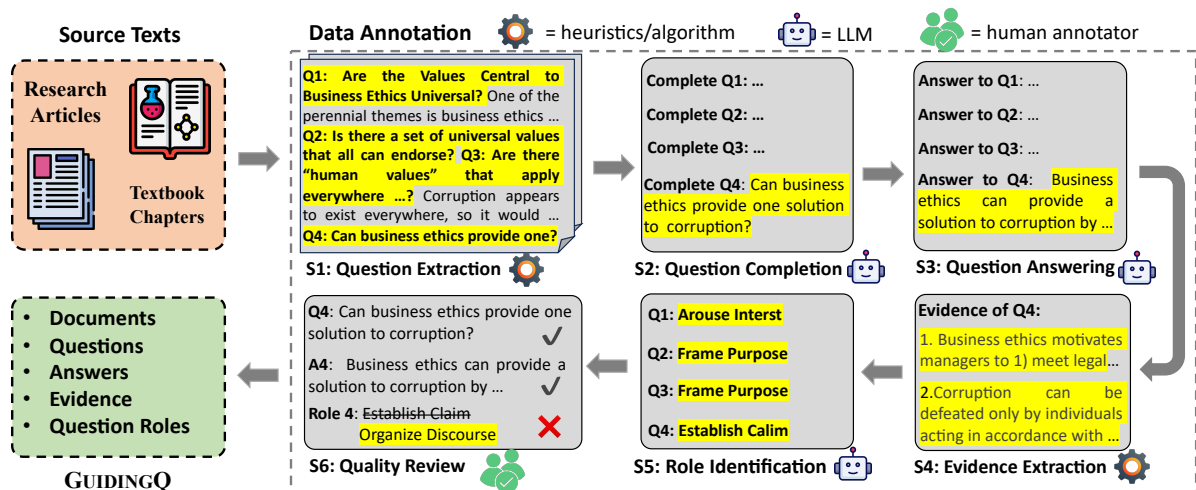 Source Texts
Data Annotation
= heuristics/algorithm
= LLM
= human annotator
Research
Articles
Textbook
Chapters
Q1: Are the Values Central to
Business Ethics Universal? One of the
perennial themes is business ethics ...
Q2: Is there a set of universal values
that all can endorse? Q3: Are there
“human values” that apply
everywhere ...? Corruption appears
to exist everywhere, so it would ...
Q4: Can business ethics provide one?
S1: Question Extraction
Complete Q1: ...
Complete Q2: ...
Complete Q3: ...
Complete Q4: Can business
ethics provide one solution
to corruption?
S2: Question Completion
Answer to Q1: ...
Answer to Q2: ...
Answer to Q3: ...
Answer to Q4: Business
ethics can provide a
solution to corruption by ...
S3: Question Answering
Evidence of Q4:
1. Business ethics motivates
managers to 1) meet legal...
2.Corruption can be
defeated only by individuals
acting in accordance with ...
S4: Evidence Extraction
Q1: Arouse Interst
Q2: Frame Purpose
Q3: Frame Purpose
Q4: Establish Calim
S5: Role Identification
Q4: Can business ethics provide one
solution to corruption?
A4: Business ethics can provide a
solution to corruption by ...
Role 4: Establish Claim
Organize Discourse
S6: Quality Review
• Documents
• Questions
• Answers
• Evidence
• Question Roles
GUIDINGQ